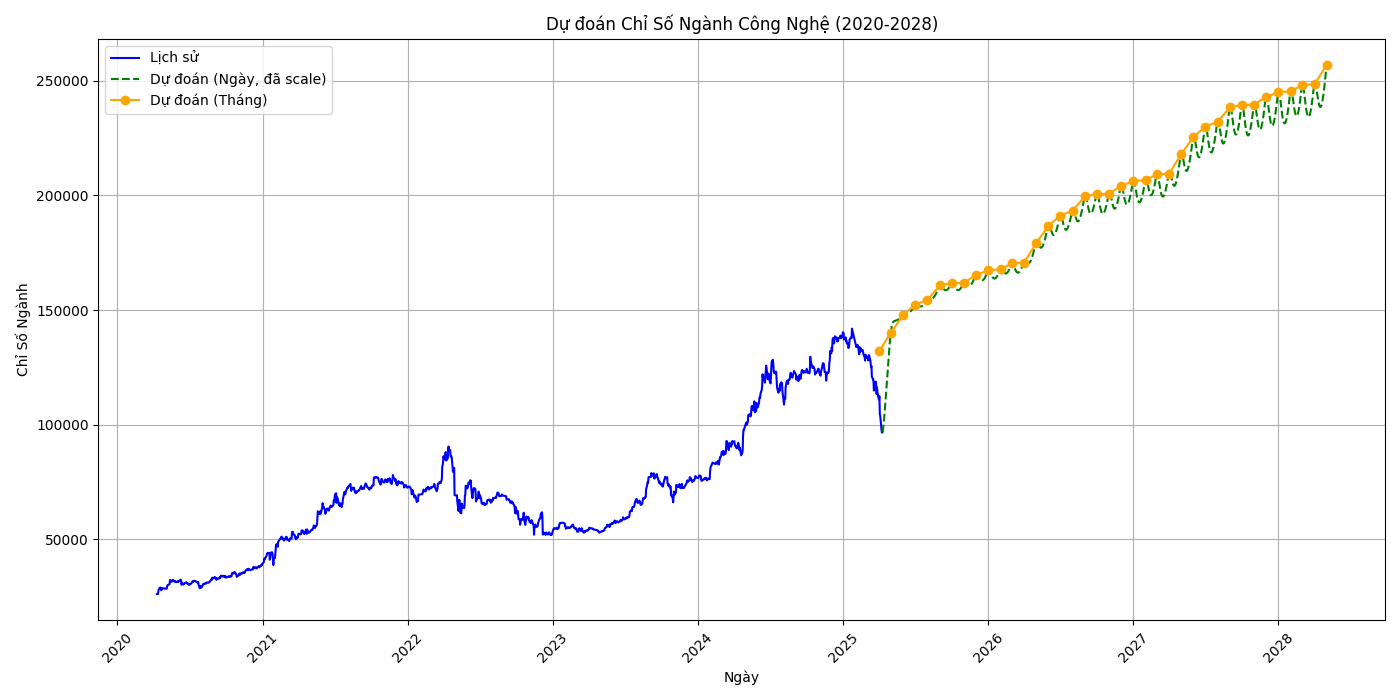 Dự đoán Chỉ Số Ngành Công Nghệ (2020-2028)
Lịch sử
Dự đoán (Ngày, đã scale)
Dự đoán (Tháng)
Chỉ Số Ngành
250000
200000
150000
100000
50000
2020
2021
2022
2023
2024
2025
2026
2027
2028
Ngày